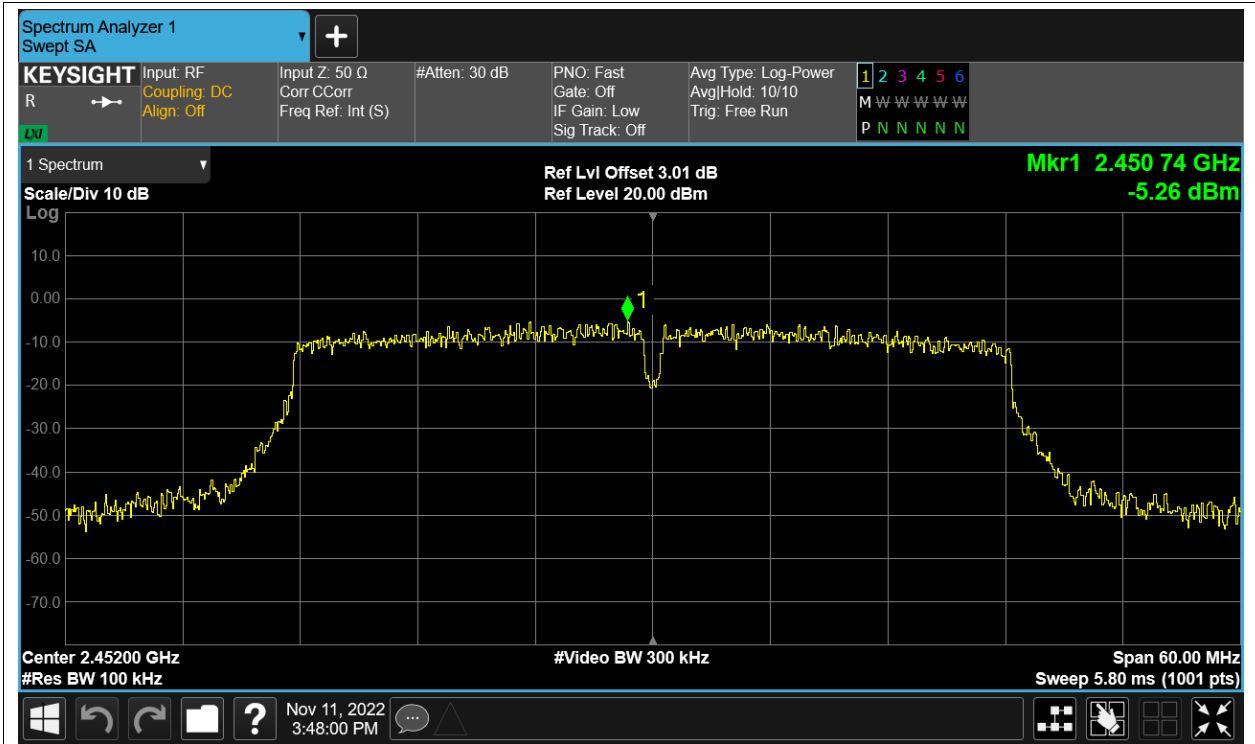 Spectrum Analyzer 1
Swept SA
KEYSIGHT
R
LXI
Input: RF
Coupling: DC
Align: Off
Input Z: 50 Ω
Corr CCorr
Freq Ref: Int (S)
#Atten: 30 dB
PNO: Fast
Gate: Off
IF Gain: Low
Sig Track: Off
Avg Type: Log-Power
Avg|Hold: 10/10
Trig: Free Run
1 2 3 4 5 6
M W W W W W
P N N N N N
1 Spectrum
Scale/Div 10 dB
Log
Ref Lvl Offset 3.01 dB
Ref Level 20.00 dBm
Mkr1 2.450 74 GHz
-5.26 dBm
10.0
0.00
-10.0
-20.0
-30.0
-40.0
-50.0
-60.0
-70.0
1
Center 2.45200 GHz
#Res BW 100 kHz
#Video BW 300 kHz
Span 60.00 MHz
Sweep 5.80 ms (1001 pts)
?
Nov 11, 2022
3:48:00 PM